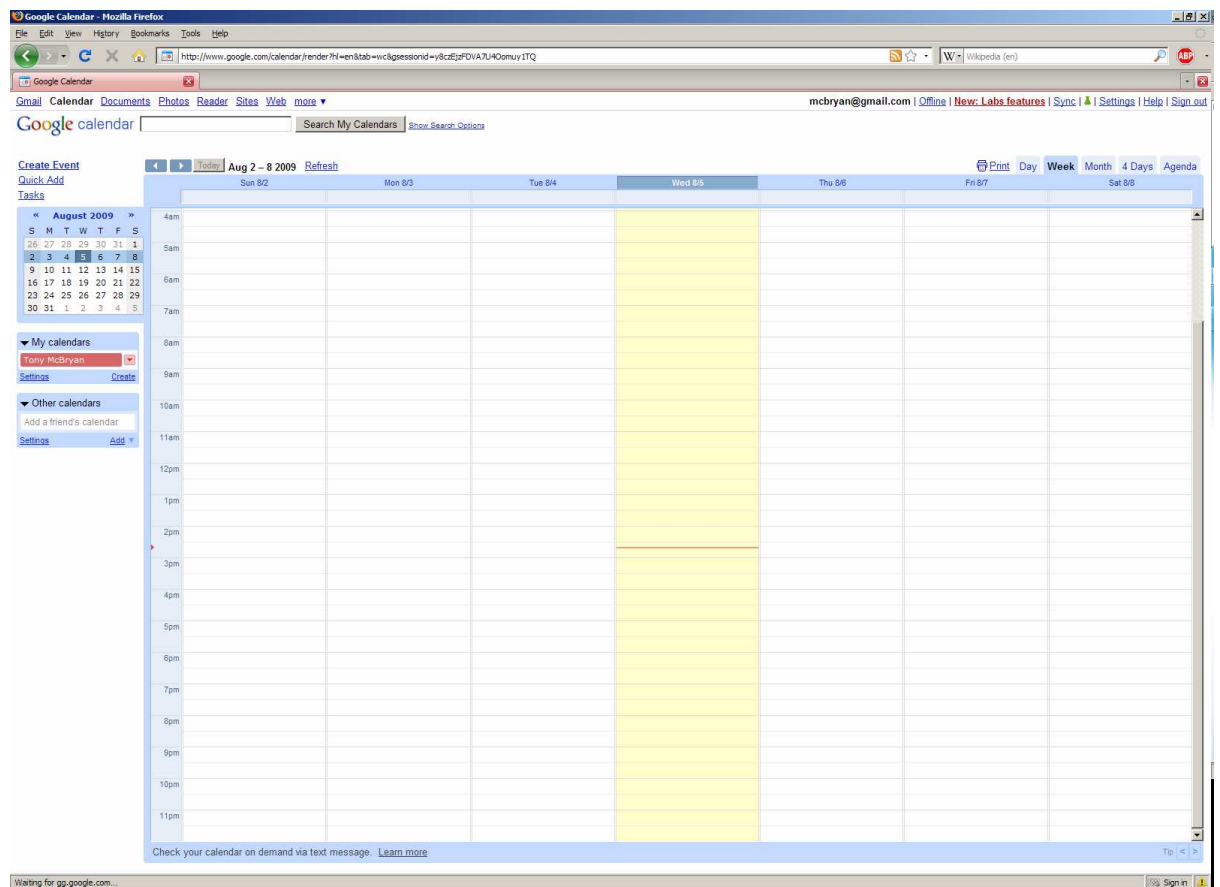 Google Calendar - Mozilla Firefox
File Edit View History Bookmarks Tools Help
http://www.google.com/calendar/render?hl=en&tab=wc&gsessionid=y8czEjzFDVA7U4Oomuy1TQ
W Wikipedia (en)
ABP
Google Calendar
Gmail Calendar Documents Photos Reader Sites Web more ▼
mcbryan@gmail.com | Offline | New: Labs features | Sync | | Settings | Help | Sign out
Google calendar Search My Calendars Show Search Options
Create Event
Quick Add
Tasks
Today Aug 2 – 8 2009 Refresh
Print Day Week Month 4 Days Agenda
Sun 8/2 Mon 8/3 Tue 8/4 Wed 8/5 Thu 8/6 Fri 8/7 Sat 8/8
« August 2009 »
S M T W T F S
26 27 28 29 30 31 1
2 3 4 5 6 7 8
9 10 11 12 13 14 15
16 17 18 19 20 21 22
23 24 25 26 27 28 29
30 31 1 2 3 4 5
My calendars
Tony McBryan
Settings Create
Other calendars
Add a friend's calendar
Settings Add ▼
4am
5am
6am
7am
8am
9am
10am
11am
12pm
1pm
2pm
3pm
4pm
5pm
6pm
7pm
8pm
9pm
10pm
11pm
Check your calendar on demand via text message. Learn more
Tip < >
Waiting for gg.google.com...
Sign in